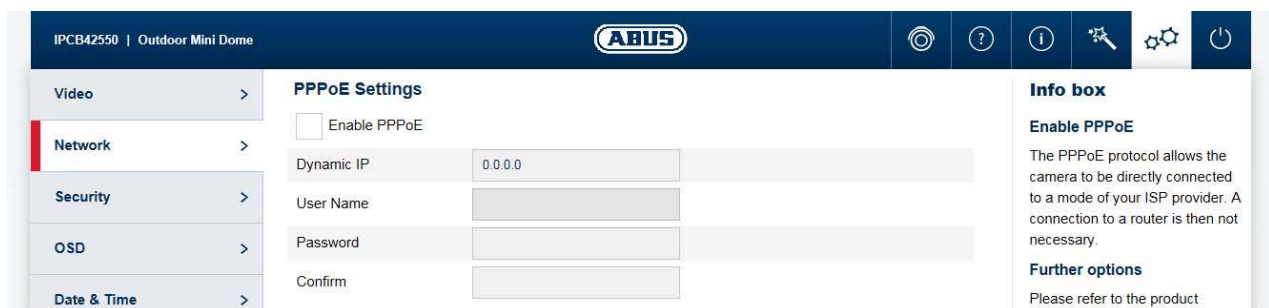 IPCB42550 | Outdoor Mini Dome
ABUS
?
i
Video >
Network >
Security >
OSD >
Date & Time >
PPPoE Settings
Enable PPPoE
Dynamic IP 0.0.0.0
User Name
Password
Confirm
Info box
Enable PPPoE
The PPPoE protocol allows the
camera to be directly connected
to a mode of your ISP provider. A
connection to a router is then not
necessary.
Further options
Please refer to the product